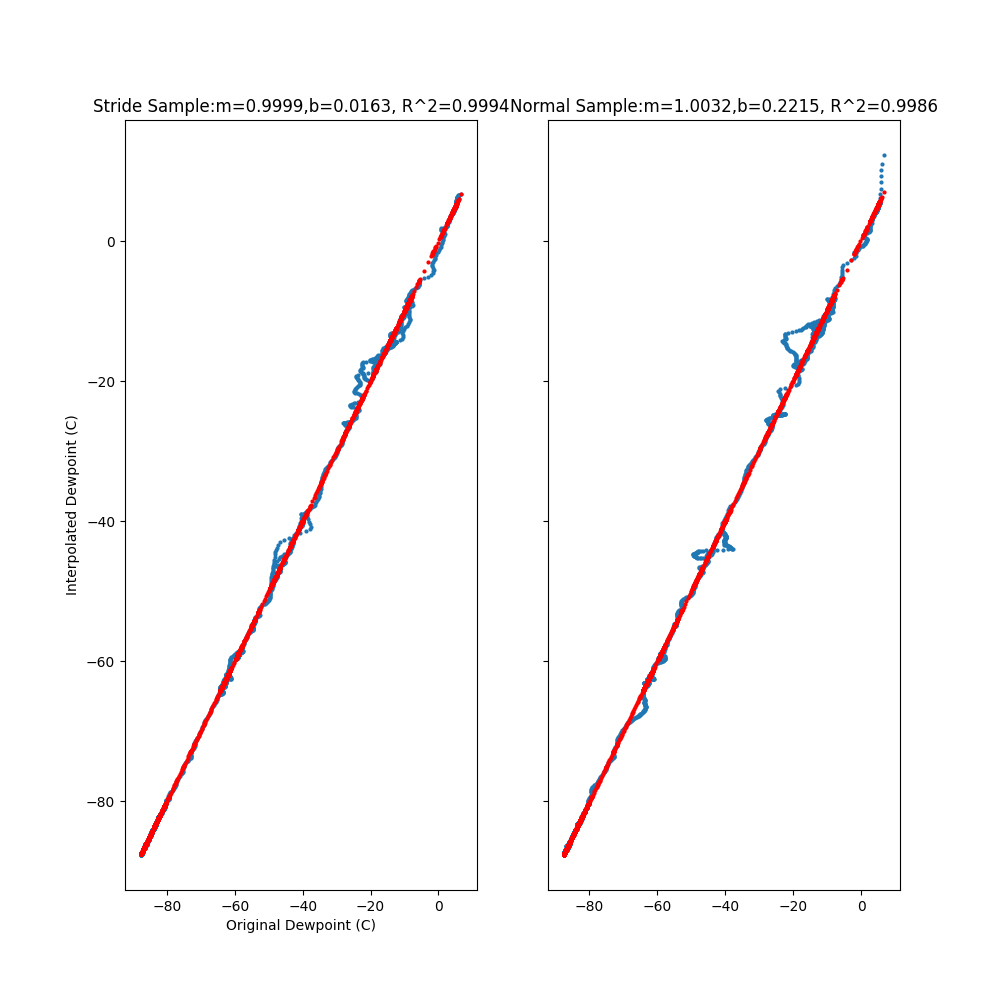 Stride Sample:m=0.9999,b=0.0163, R^2=0.9994
Normal Sample:m=1.0032,b=0.2215, R^2=0.9986
Interpolated Dewpoint (C)
0
−20
−40
−60
−80
−80 −60 −40 −20 0
Original Dewpoint (C)
−80 −60 −40 −20 0